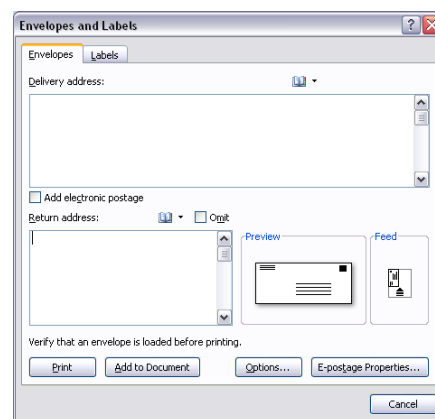 Envelopes and Labels
Envelopes Labels
Delivery address:
Add electronic postage
Return address: Omit
Preview
Feed
Verify that an envelope is loaded before printing.
Print Add to Document Options... E-postage Properties...
Cancel